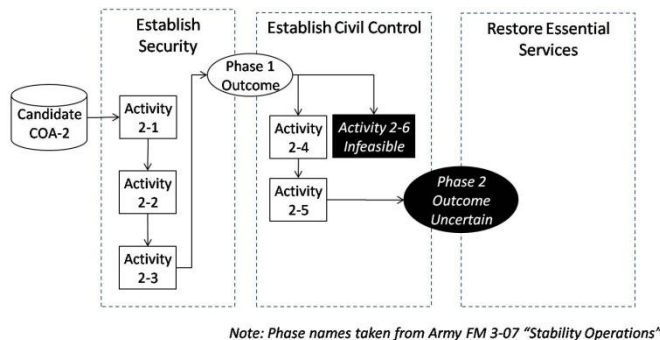 Establish
Security
Establish Civil Control
Restore Essential
Services
Candidate
COA-2
Activity
2-1
Activity
2-2
Activity
2-3
Phase 1
Outcome
Activity
2-4
Activity 2-6
Infeasible
Activity
2-5
Phase 2
Outcome
Uncertain
Note: Phase names taken from Army FM 3-07 "Stability Operations"